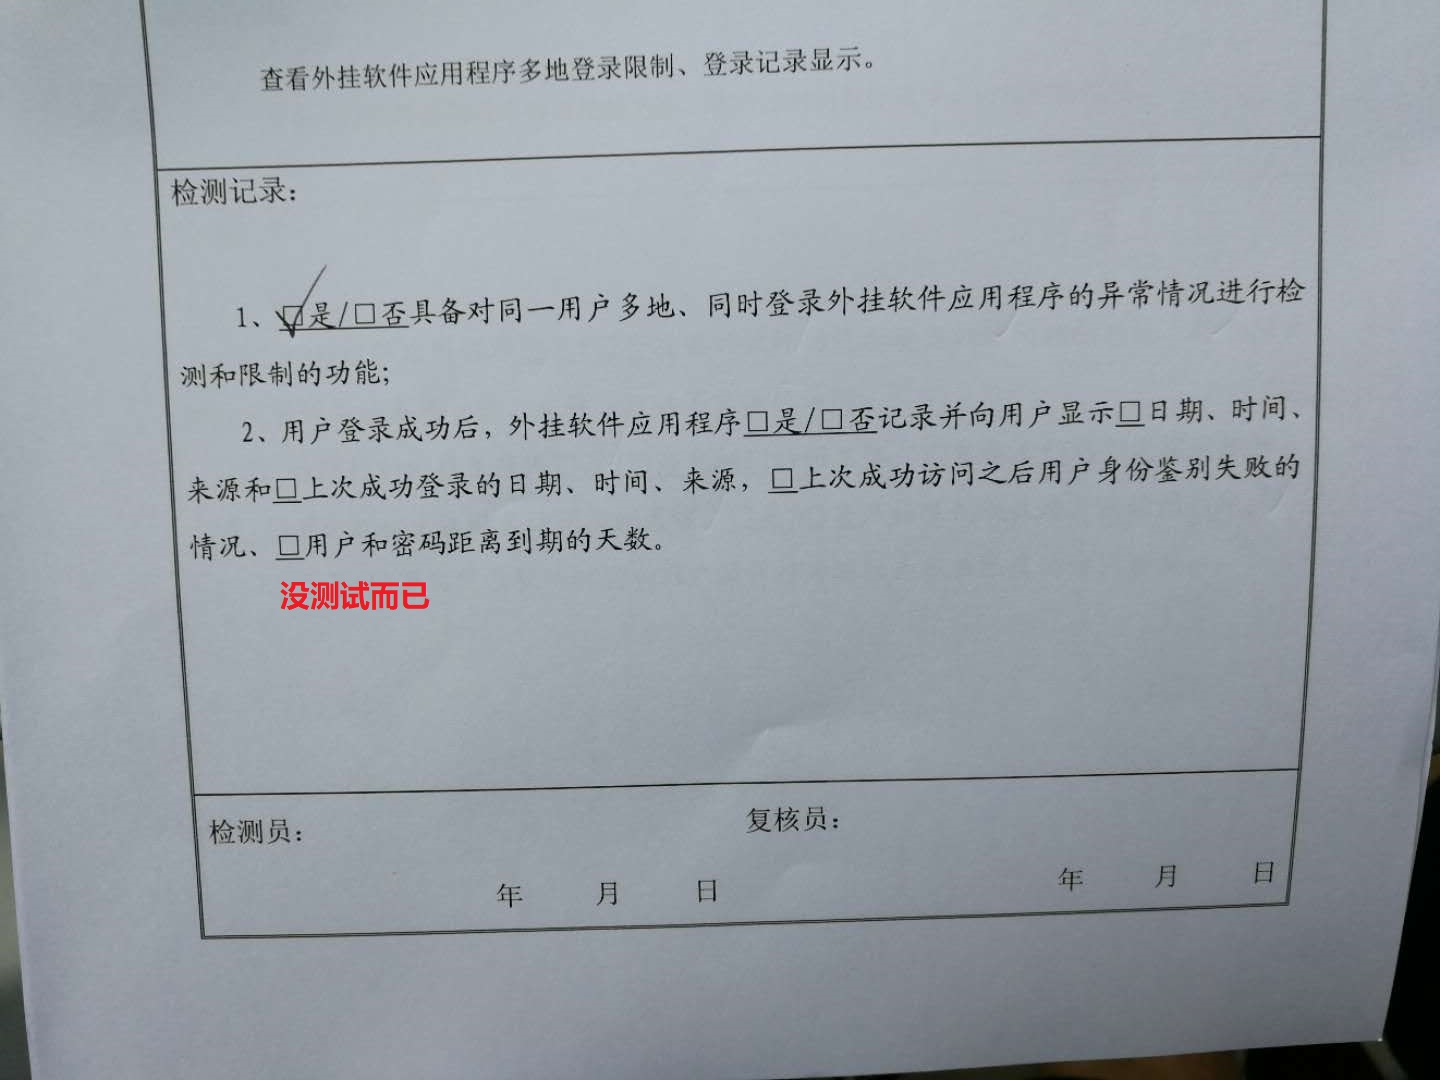 查看外挂软件应用程序多地登录限制、登录记录显示。
检测记录：
1、☑是/□否具备对同一用户多地、同时登录外挂软件应用程序的异常情况进行检
测和限制的功能；
2、用户登录成功后，外挂软件应用程序□是/□否记录并向用户显示□日期、时间、
来源和□上次成功登录的日期、时间、来源，□上次成功访问之后用户身份鉴别失败的
情况、□用户和密码距离到期的天数。
没测试而已
检测员： 复核员：
年 月 日 年 月 日